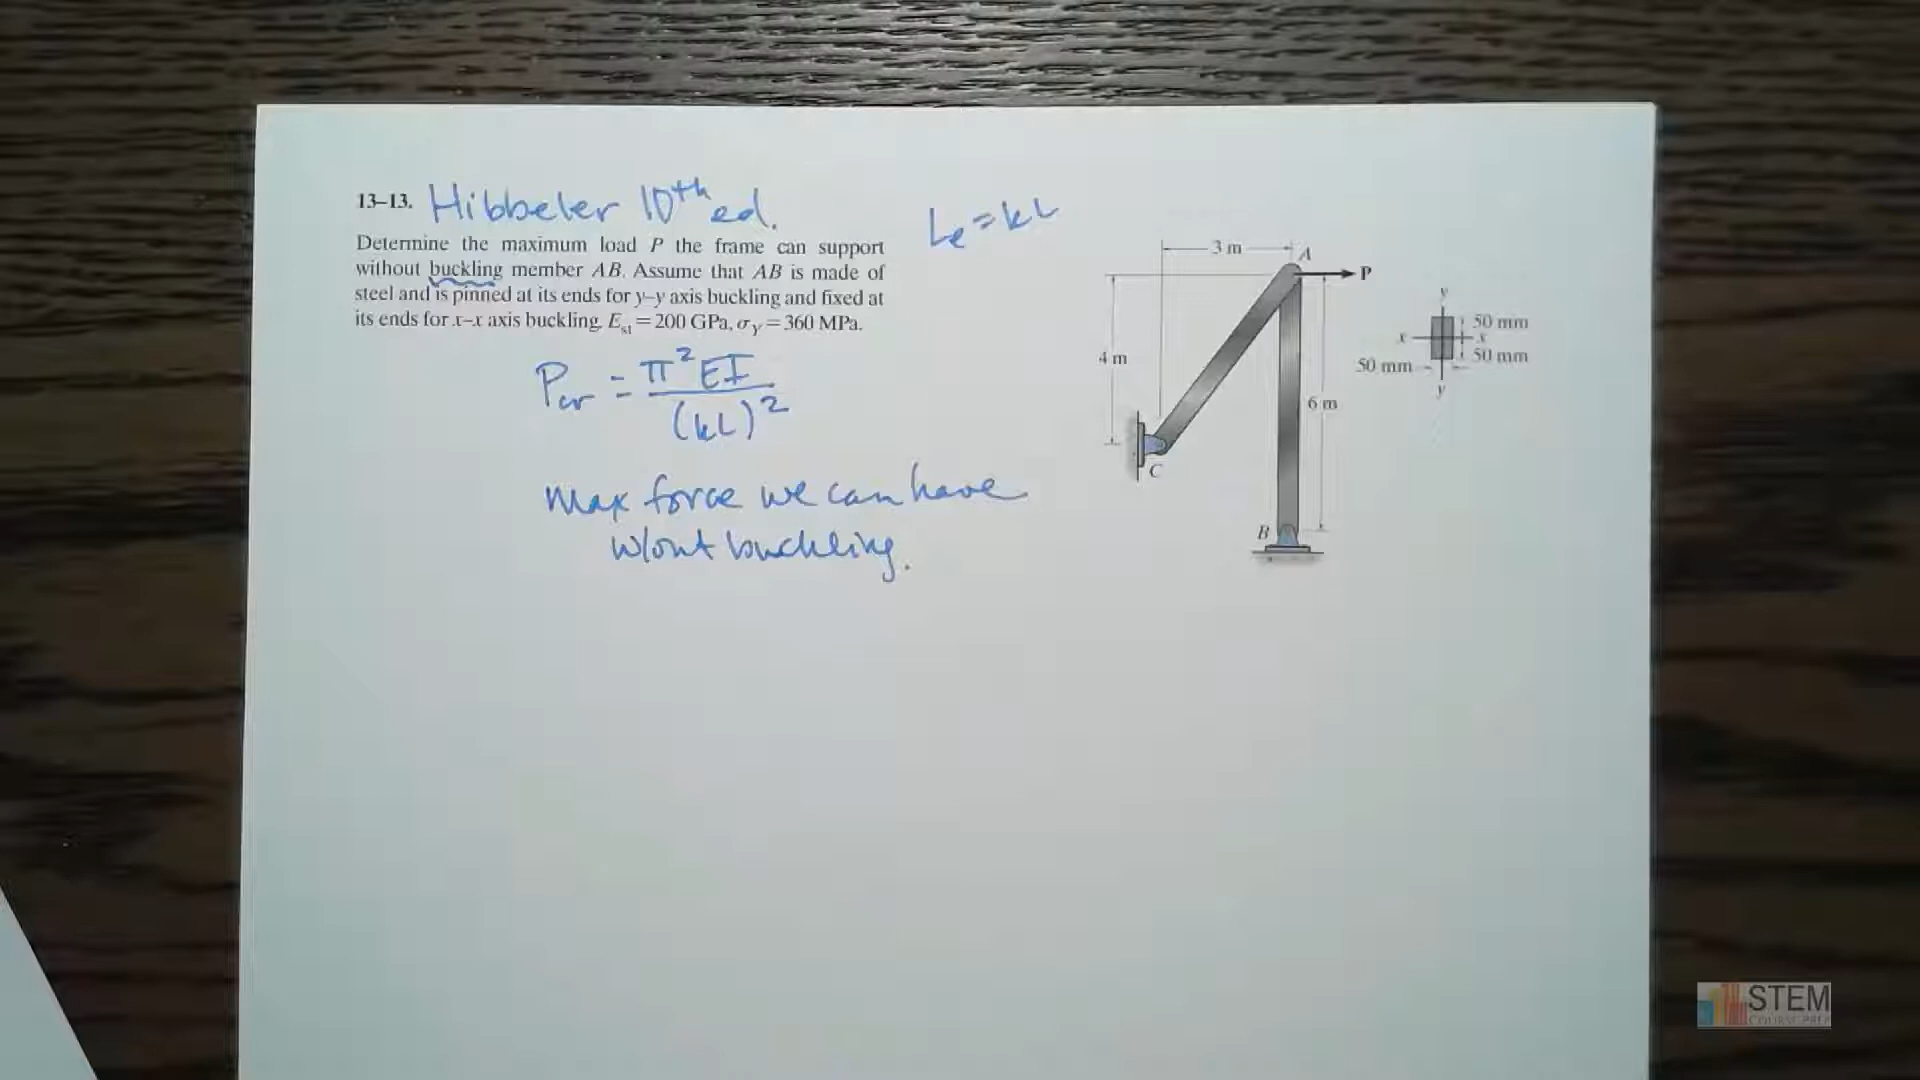 13–13. Hibbeler 10th ed.
Determine the maximum load P the frame can support
without buckling member AB. Assume that AB is made of
steel and is pinned at its ends for y–y axis buckling and fixed at
its ends for x–x axis buckling. Est = 200 GPa, σY = 360 MPa.
Le = kL
Pcr = π²EI
(kL)²
max force we can have
w/out buckling.
3 m
A
P
4 m
6 m
C
B
y
50 mm
x x
50 mm 50 mm
y
STEM
COURSE PREP